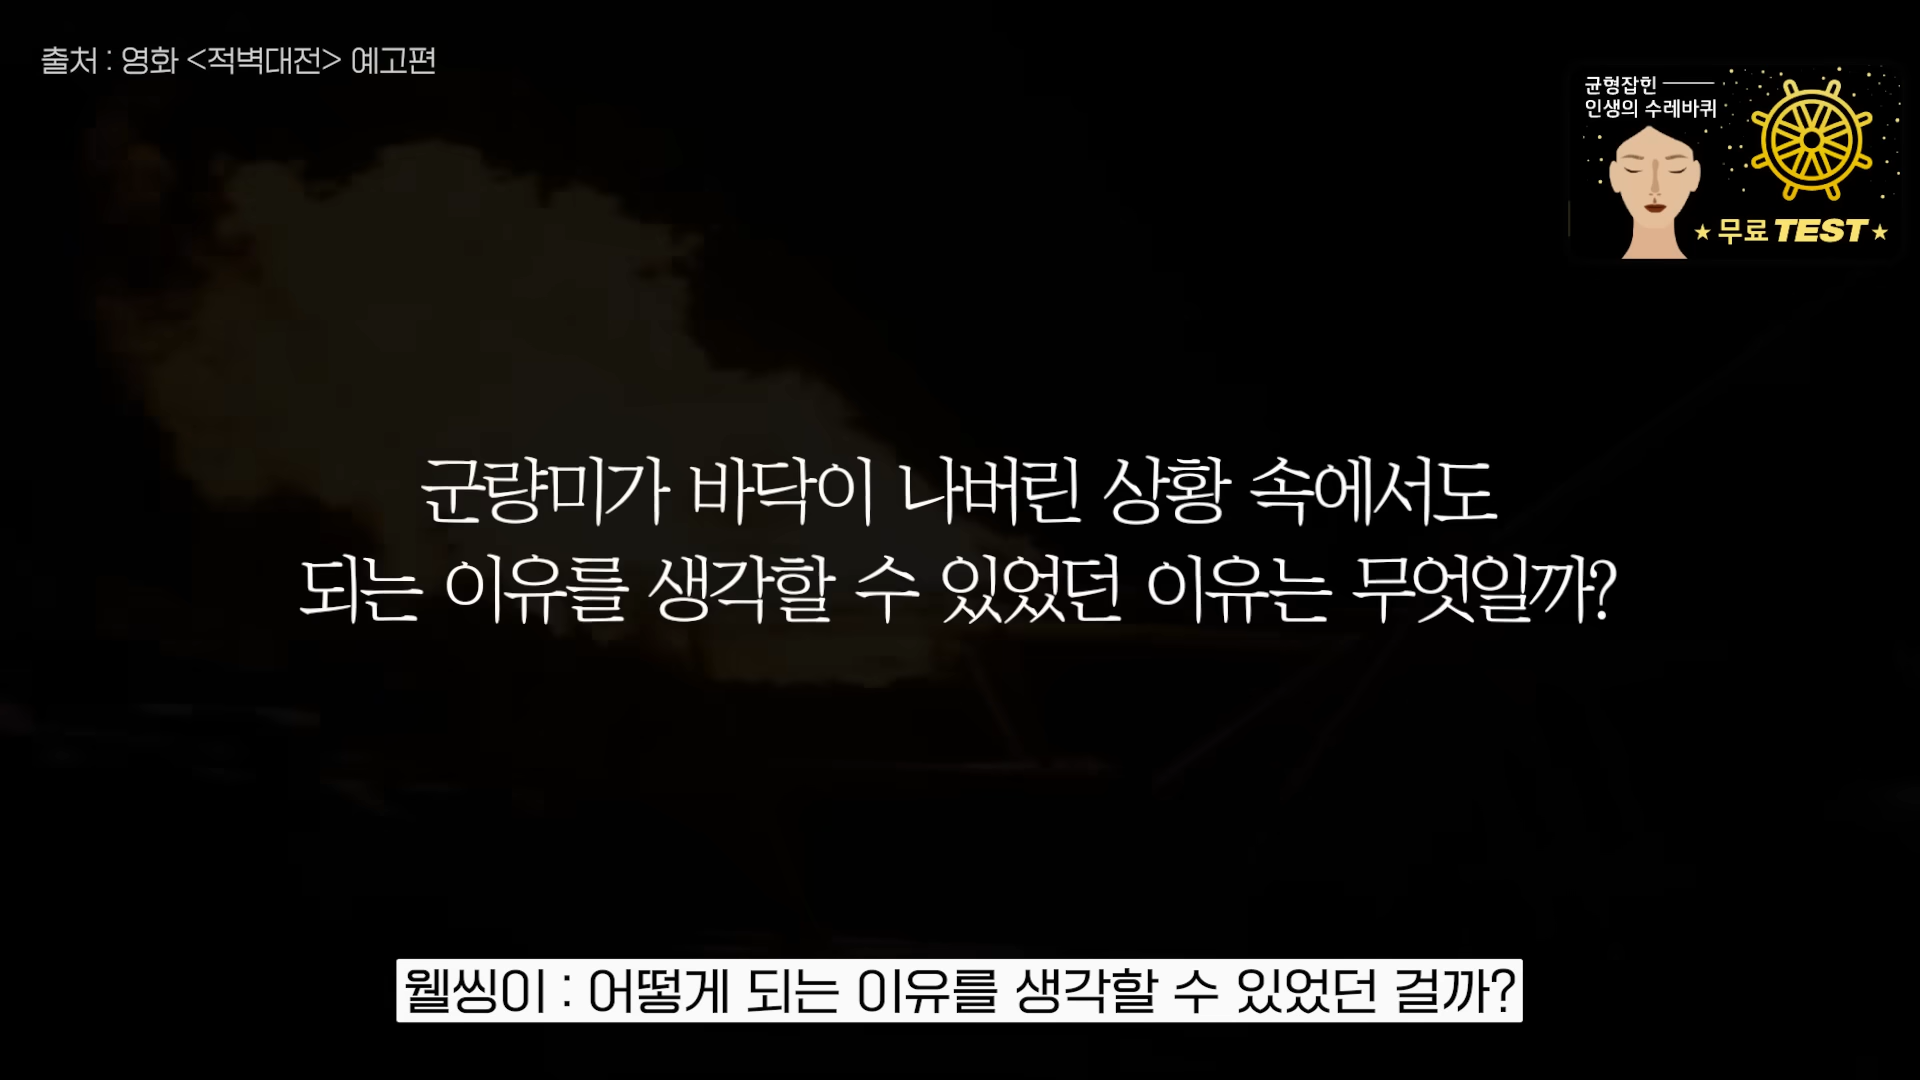 출처 : 영화 <적벽대전> 예고편
균형잡힌
인생의 수레바퀴
★ 무료 TEST ★
군량미가 바닥이 나버린 상황 속에서도
되는 이유를 생각할 수 있었던 이유는 무엇일까?
웰씽이 : 어떻게 되는 이유를 생각할 수 있었던 걸까?